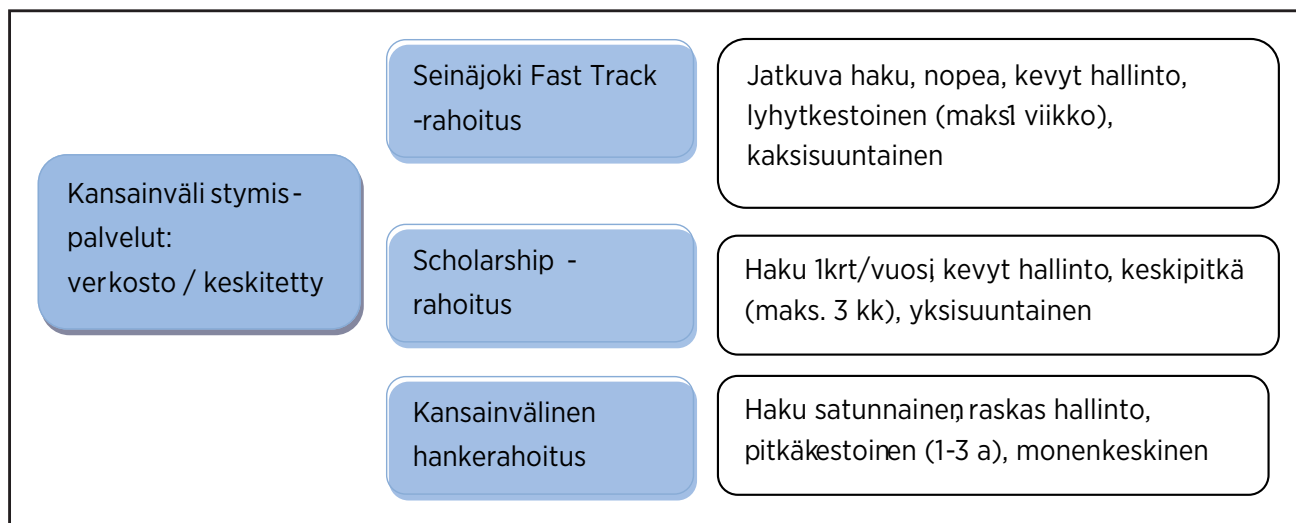 Kansainväli stymis-
palvelut:
verkosto / keskitetty
Seinäjoki Fast Track
-rahoitus
Jatkuva haku, nopea, kevyt hallinto,
lyhytkestoinen (maks1 viikko),
kaksisuuntainen
Scholarship -
rahoitus
Haku 1krt/vuosi, kevyt hallinto, keskipitkä
(maks. 3 kk), yksisuuntainen
Kansainvälinen
hankerahoitus
Haku satunnainen, raskas hallinto,
pitkäkestoinen (1-3 a), monenkeskinen